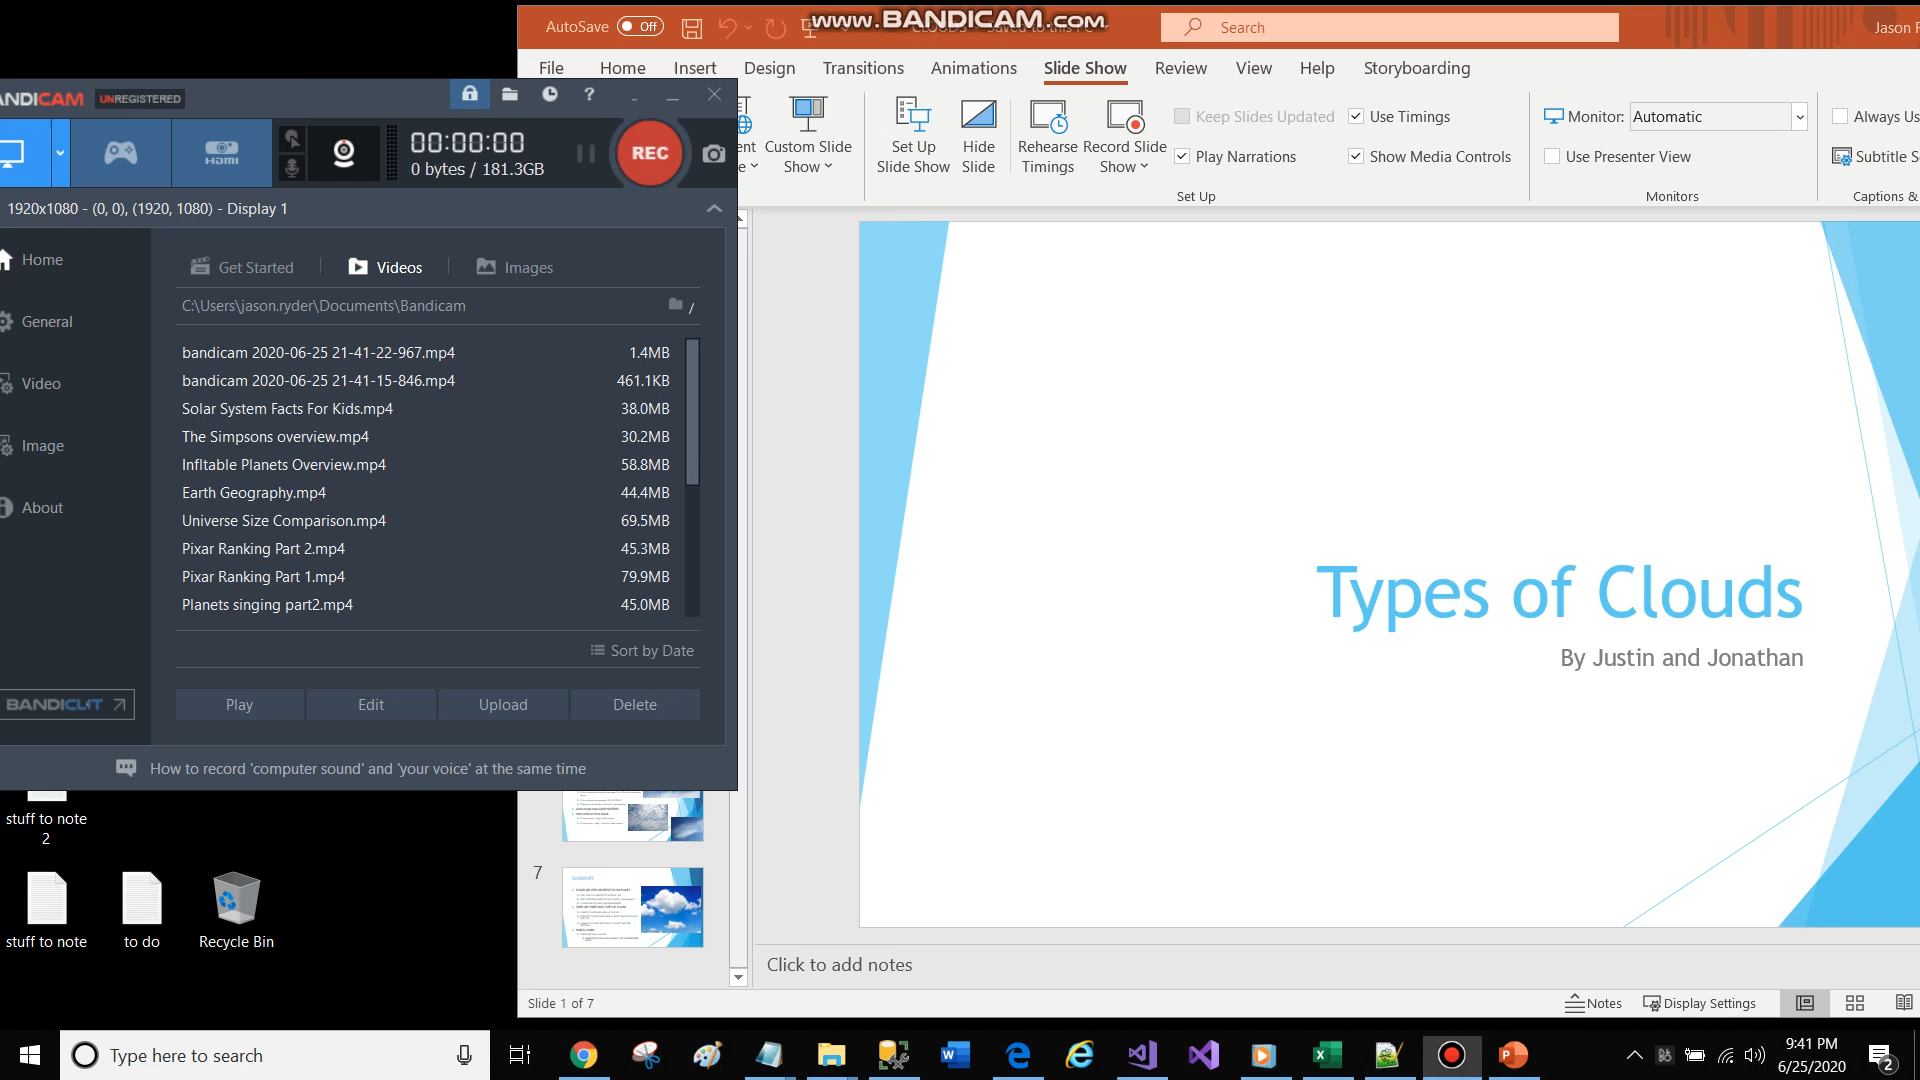 AutoSave Off
www.BANDICAM.com
Search
Jason
File Home Insert Design Transitions Animations Slide Show Review View Help Storyboarding
ANDICAM UNREGISTERED
00:00:00
0 bytes / 181.3GB
REC
HDMI
1920x1080 - (0, 0), (1920, 1080) - Display 1
Custom Slide Show
Set Up Slide Show
Hide Slide
Rehearse Timings
Record Slide Show
Keep Slides Updated
Use Timings
Play Narrations
Show Media Controls
Set Up
Monitor: Automatic
Use Presenter View
Monitors
Always
Subtitle
Captions &
Home
General
Video
Image
About
Get Started
Videos
Images
C:\Users\jason.ryder\Documents\Bandicam
/
bandicam 2020-06-25 21-41-22-967.mp4 1.4MB
bandicam 2020-06-25 21-41-15-846.mp4 461.1KB
Solar System Facts For Kids.mp4 38.0MB
The Simpsons overview.mp4 30.2MB
Infltable Planets Overview.mp4 58.8MB
Earth Geography.mp4 44.4MB
Universe Size Comparison.mp4 69.5MB
Pixar Ranking Part 2.mp4 45.3MB
Pixar Ranking Part 1.mp4 79.9MB
Planets singing part2.mp4 45.0MB
Sort by Date
BANDICUT
Play Edit Upload Delete
How to record 'computer sound' and 'your voice' at the same time
Types of Clouds
By Justin and Jonathan
7
SUMMARY
stuff to note
2
stuff to note
to do
Recycle Bin
Click to add notes
Slide 1 of 7
Notes
Display Settings
Type here to search
9:41 PM
6/25/2020
2